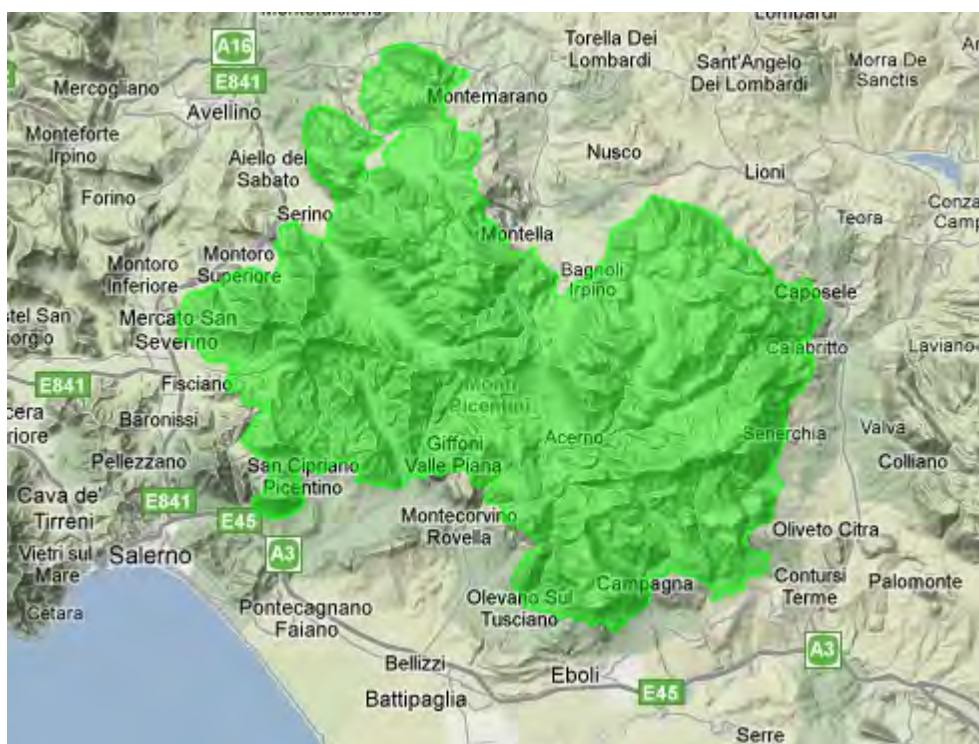 Lombardi
A16
Torella Dei
Lombardi
E841
Sant'Angelo
Dei Lombardi
Morra De
Sanctis
Mercogliano
Montemarano
Avellino
Monteforte
Irpino
Nusco
Aiello del
Sabato
Lioni
Forino
Serino
Teora
Montella
Montoro
Superiore
Montoro
Inferiore
Bagnoli
Irpino
Caposele
Mercato San
Severino
Calabritto
Laviano
E841
Fisciano
Monti
Picentini
Baronissi
Giffoni
Valle Piana
Acerno
Senerchia
Valva
Pellezzano
San Cipriano
Picentino
Colliano
Cava de'
Tirreni
E841
E45
Montecorvino
Rovella
Oliveto Citra
Salerno
A3
Vietri sul
Mare
Campagna
Contursi
Terme
Palomonte
Cetara
Pontecagnano
Faiano
Olevano Sul
Tusciano
A3
Bellizzi
Eboli
E45
Battipaglia
Serre